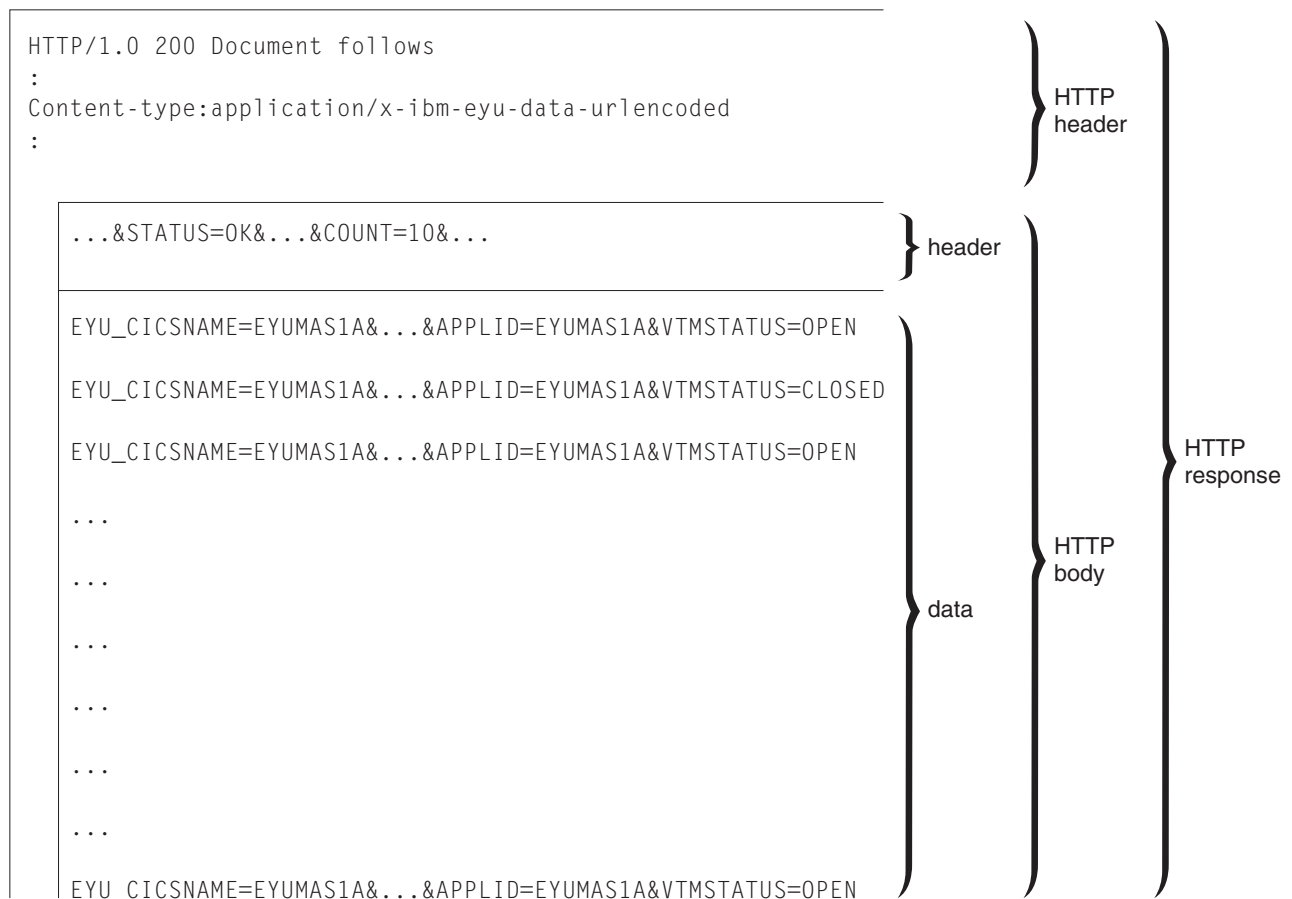 HTTP/1.0 200 Document follows
:
Content-type:application/x-ibm-eyu-data-urlencoded
:
HTTP
header
...&STATUS=OK&...&COUNT=10&...
header
EYU_CICSNAME=EYUMAS1A&...&APPLID=EYUMAS1A&VTMSTATUS=OPEN
EYU_CICSNAME=EYUMAS1A&...&APPLID=EYUMAS1A&VTMSTATUS=CLOSED
EYU_CICSNAME=EYUMAS1A&...&APPLID=EYUMAS1A&VTMSTATUS=OPEN
...
...
...
...
...
...
EYU_CICSNAME=EYUMAS1A&...&APPLID=EYUMAS1A&VTMSTATUS=OPEN
data
HTTP
body
HTTP
response